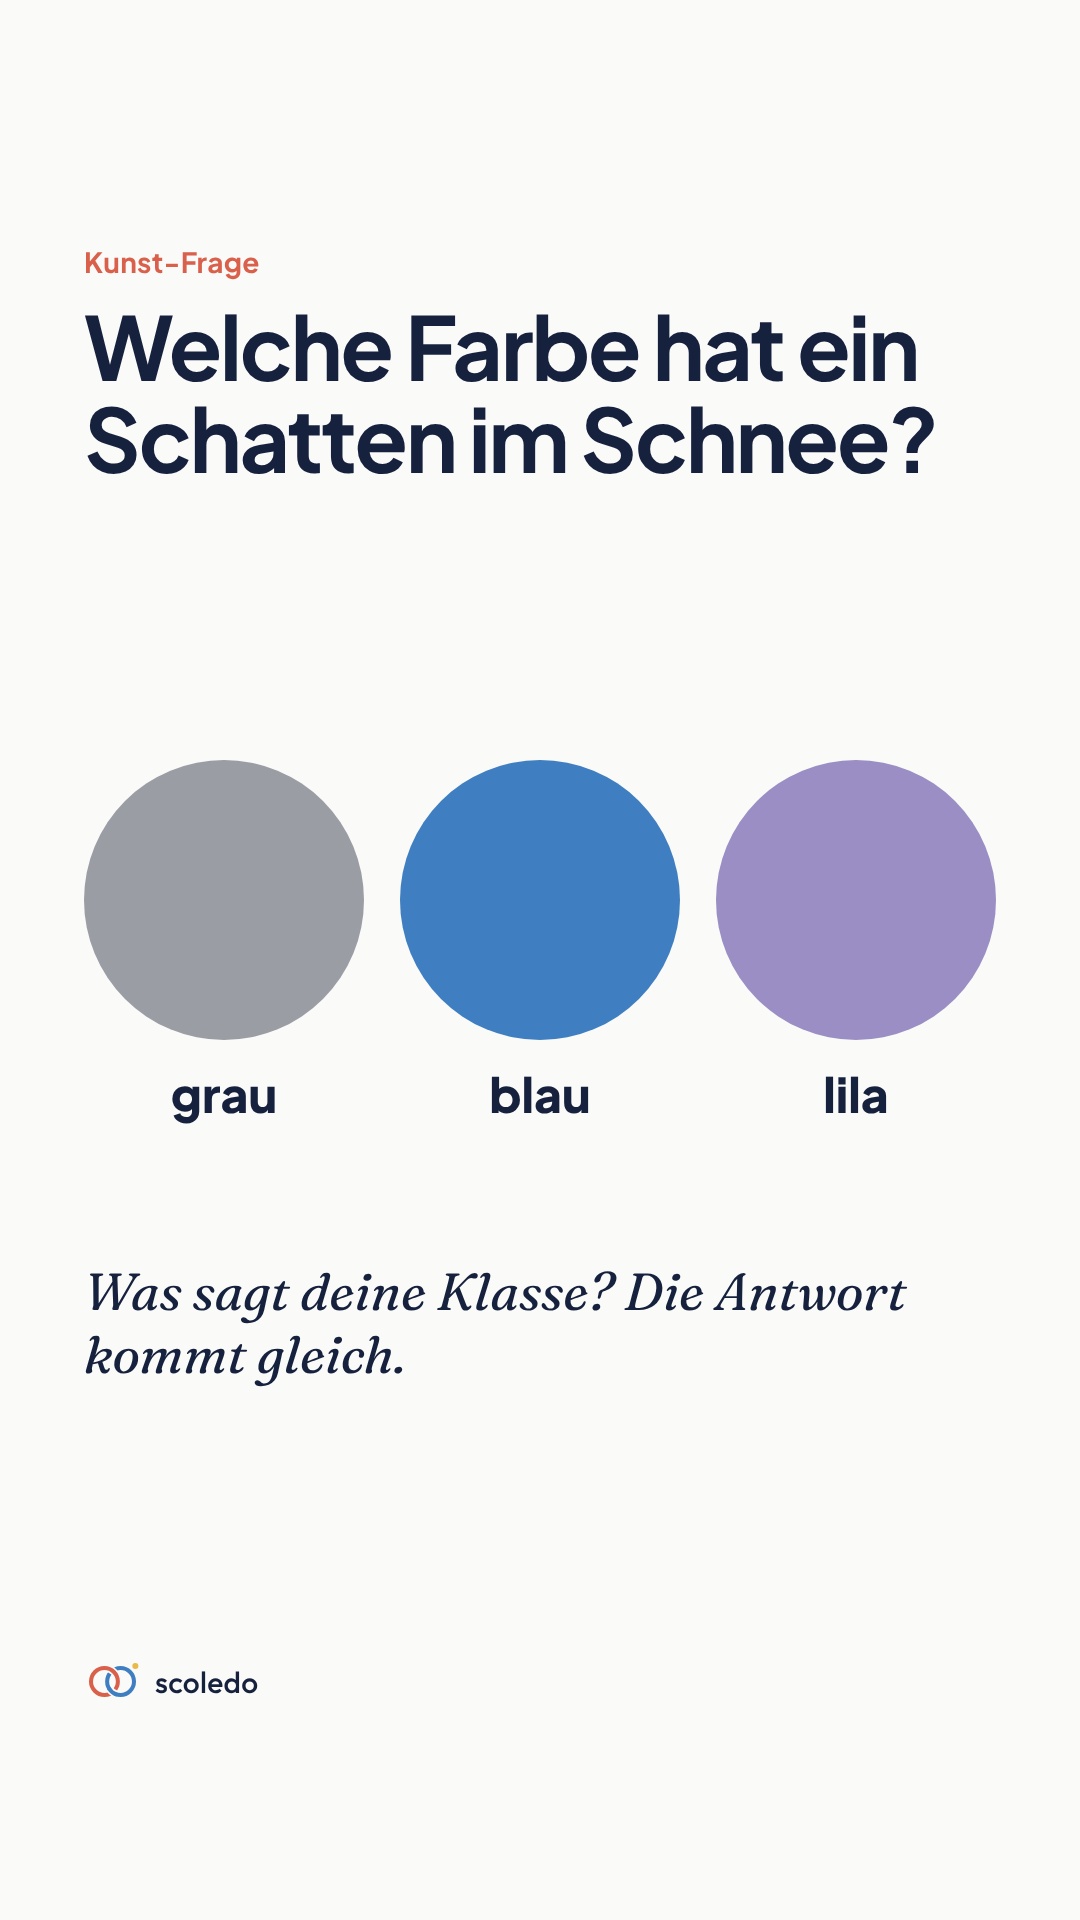 Kunst-Frage
Welche Farbe hat ein
Schatten im Schnee?
grau
blau
lila
Was sagt deine Klasse? Die Antwort
kommt gleich.
scoledo